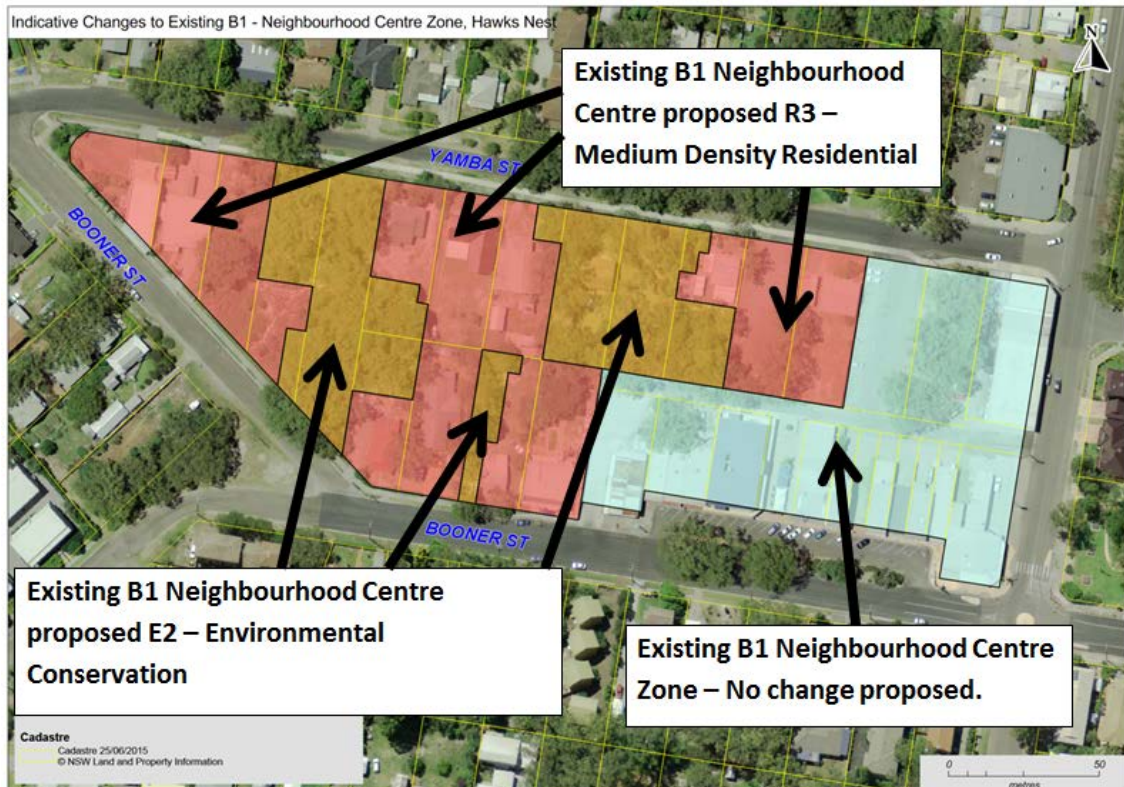 Indicative Changes to Existing B1 - Neighbourhood Centre Zone, Hawks Nest
N
Existing B1 Neighbourhood
Centre proposed R3 –
Medium Density Residential
YAMBA ST
BOONER ST
BOONER ST
Existing B1 Neighbourhood Centre
proposed E2 – Environmental
Conservation
Existing B1 Neighbourhood Centre
Zone – No change proposed.
Cadastre
Cadastre 25/06/2015
© NSW Land and Property Information
0 50
metres